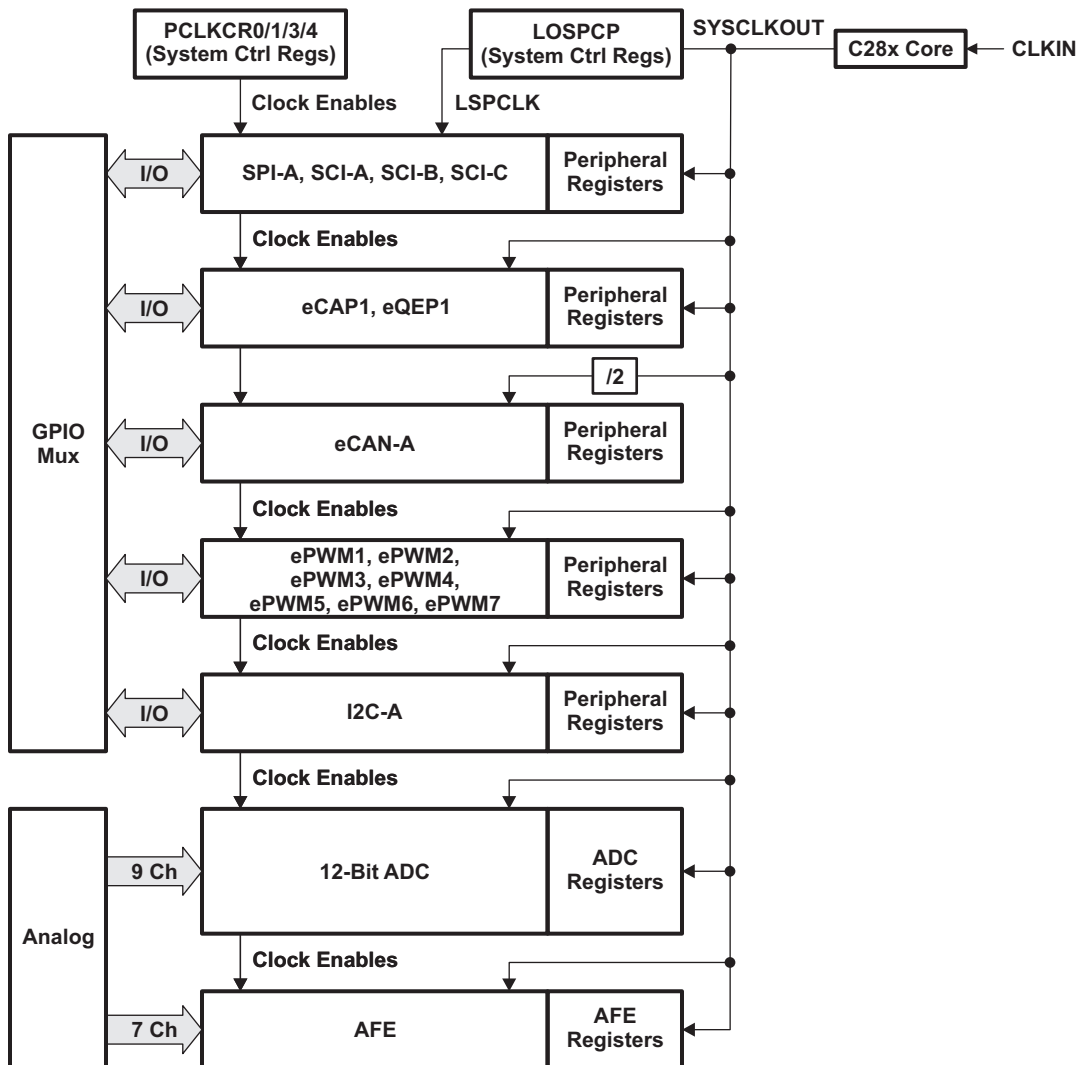 PCLKCR0/1/3/4
(System Ctrl Regs)
LOSPCP
(System Ctrl Regs)
SYSCLKOUT
C28x Core
CLKIN
Clock Enables
LSPCLK
I/O
SPI-A, SCI-A, SCI-B, SCI-C
Peripheral
Registers
Clock Enables
I/O
eCAP1, eQEP1
Peripheral
Registers
/2
GPIO
Mux
I/O
eCAN-A
Peripheral
Registers
Clock Enables
I/O
ePWM1, ePWM2,
ePWM3, ePWM4,
ePWM5, ePWM6, ePWM7
Peripheral
Registers
Clock Enables
I/O
I2C-A
Peripheral
Registers
Clock Enables
9 Ch
12-Bit ADC
ADC
Registers
Analog
Clock Enables
7 Ch
AFE
AFE
Registers